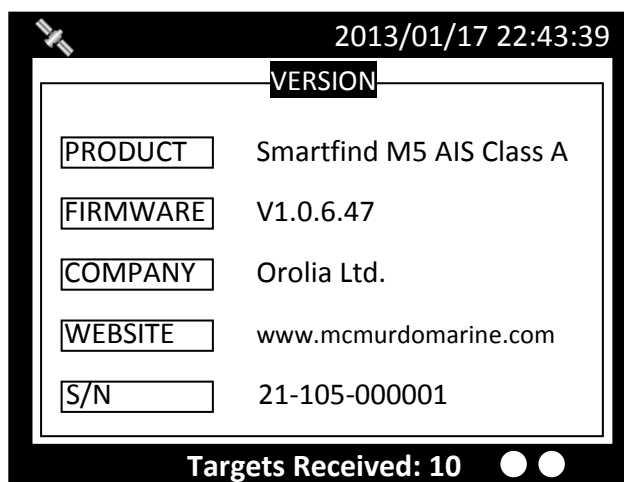 2013/01/17 22:43:39
VERSION
PRODUCT Smartfind M5 AIS Class A
FIRMWARE V1.0.6.47
COMPANY Orolia Ltd.
WEBSITE www.mcmurdomarine.com
S/N 21-105-000001
Targets Received: 10